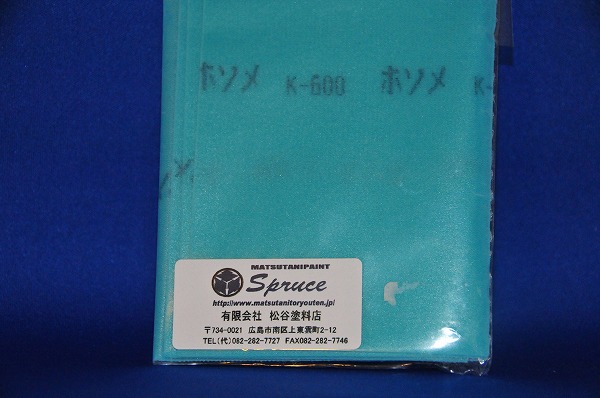 ホソメ K-600 ホソメ K-
MATSUTANIPAINT
Spruce
http://www.matsutanitoryouten.jp/
有限会社 松谷塗料店
〒734-0021 広島市南区上東雲町2-12
TEL(代)082-282-7727 FAX082-282-7746